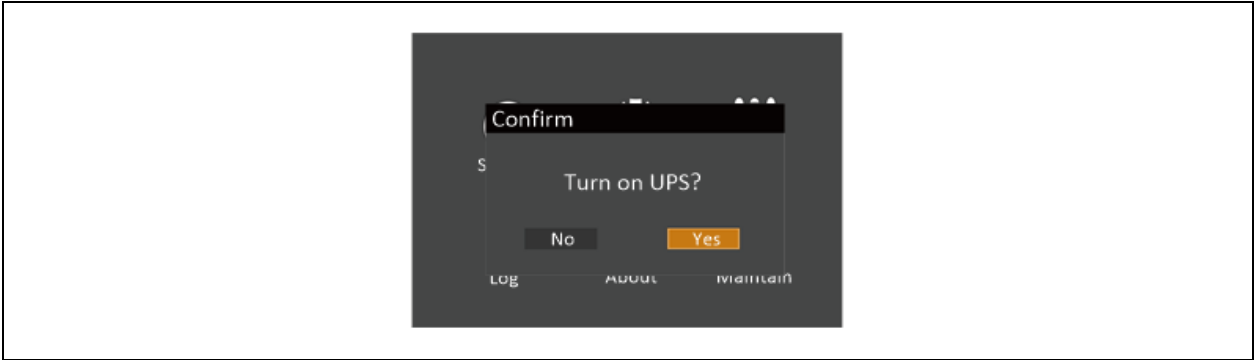 Confirm
S
Turn on UPS?
No Yes
Log About Maintain